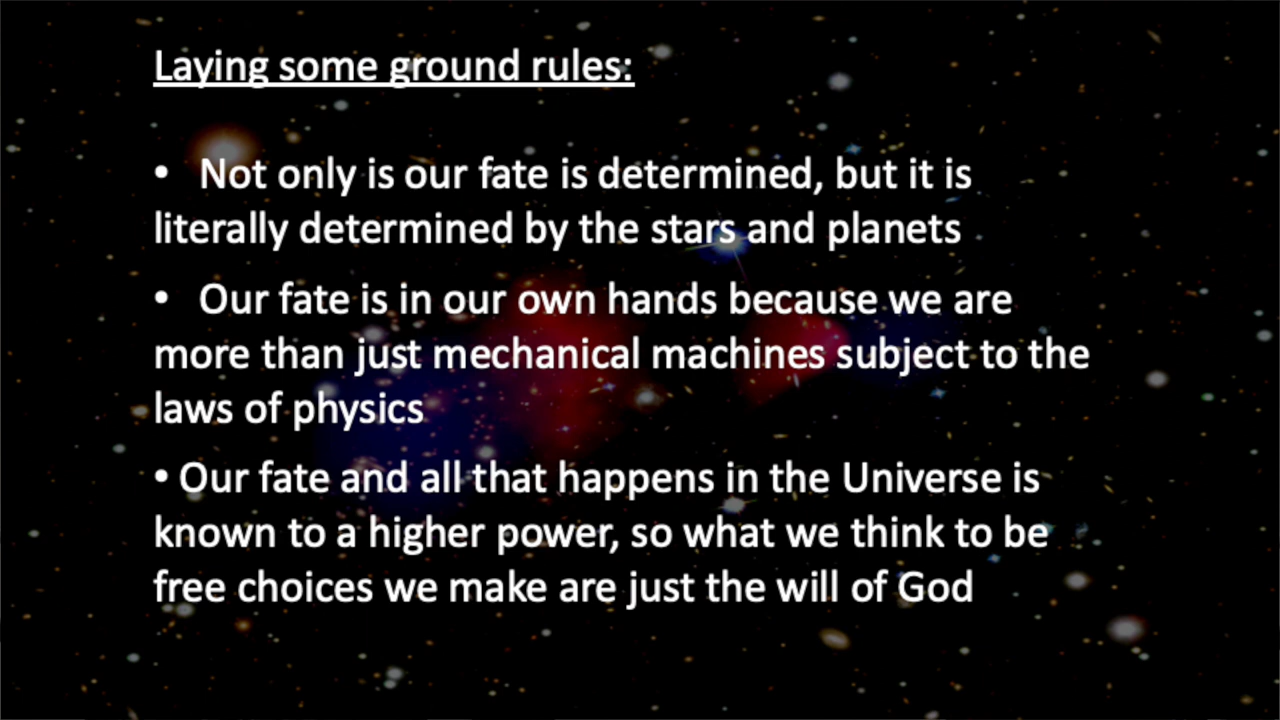 Laying some ground rules:
• Not only is our fate is determined, but it is
literally determined by the stars and planets
• Our fate is in our own hands because we are
more than just mechanical machines subject to the
laws of physics
• Our fate and all that happens in the Universe is
known to a higher power, so what we think to be
free choices we make are just the will of God